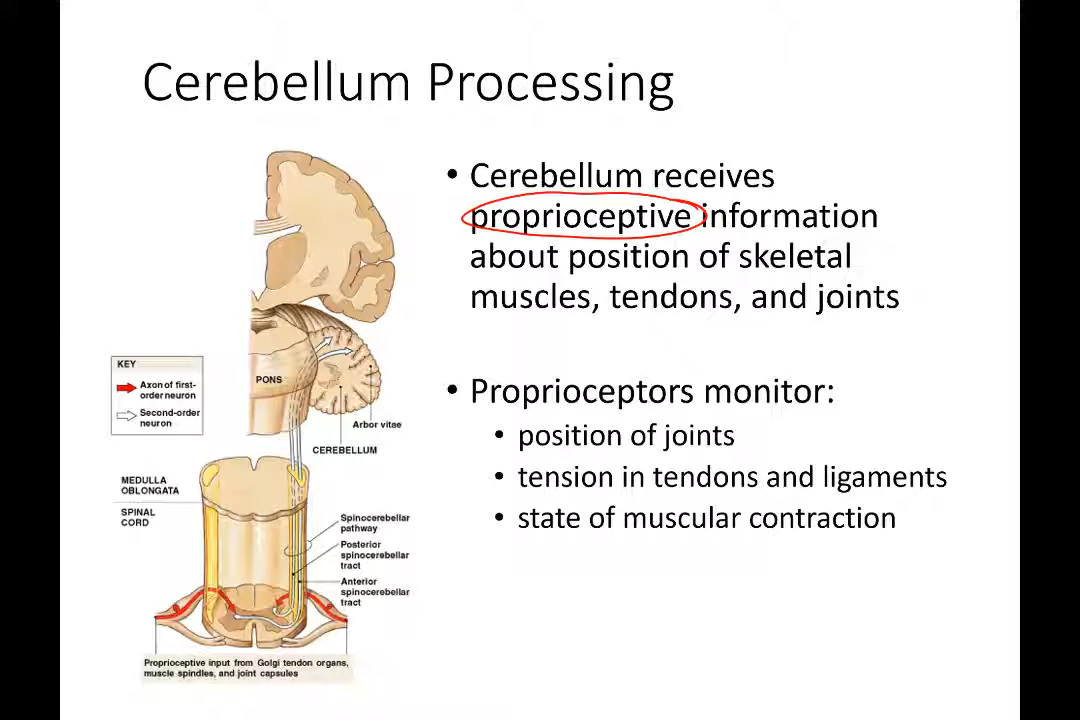 Cerebellum Processing
• Cerebellum receives
proprioceptive information
about position of skeletal
muscles, tendons, and joints
• Proprioceptors monitor:
• position of joints
• tension in tendons and ligaments
• state of muscular contraction
KEY
Axon of first-
order neuron
Second-order
neuron
PONS
Arbor vitae
CEREBELLUM
MEDULLA
OBLONGATA
SPINAL
CORD
Spinocerebellar
pathway
Posterior
spinocerebellar
tract
Anterior
spinocerebellar
tract
Proprioceptive input from Golgi tendon organs,
muscle spindles, and joint capsules